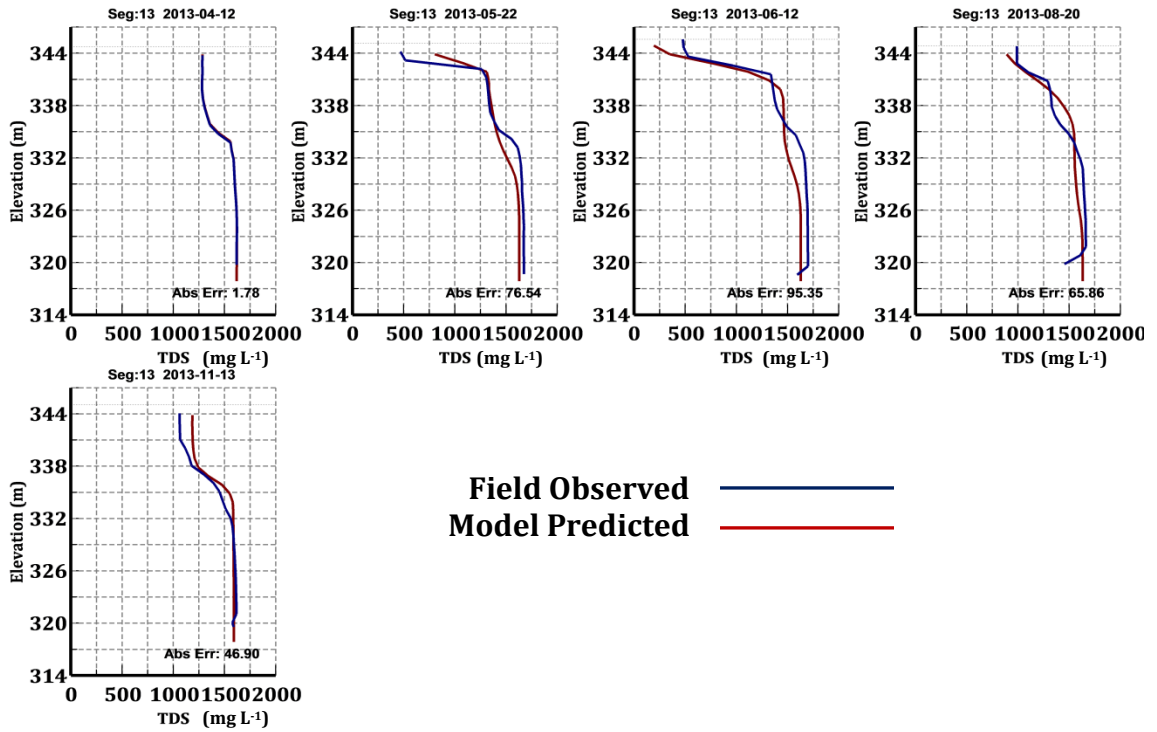 Seg:13 2013-04-12
Elevation (m)
344
338
332
326
320
314
Abs Err: 1.78
0 500 1000 1500 2000
TDS (mg L-1)
Seg:13 2013-05-22
Elevation (m)
344
338
332
326
320
314
Abs Err: 76.54
0 500 1000 1500 2000
TDS (mg L-1)
Seg:13 2013-06-12
Elevation (m)
344
338
332
326
320
314
Abs Err: 95.35
0 500 1000 1500 2000
TDS (mg L-1)
Seg:13 2013-08-20
Elevation (m)
344
338
332
326
320
314
Abs Err: 65.86
0 500 1000 1500 2000
TDS (mg L-1)
Seg:13 2013-11-13
Elevation (m)
344
338
332
326
320
314
Abs Err: 46.90
0 500 1000 1500 2000
TDS (mg L-1)
Field Observed
Model Predicted